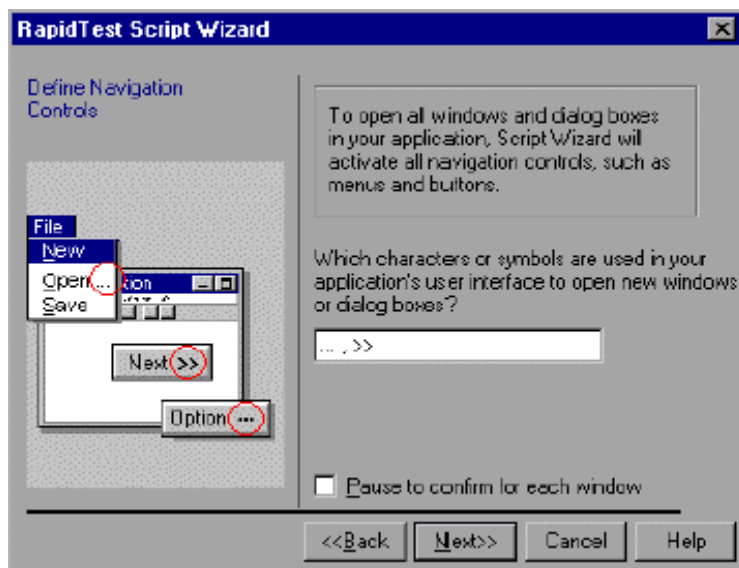 RapidTest Script Wizard
Define Navigation
Controls
To open all windows and dialog boxes
in your application, Script Wizard will
activate all navigation controls, such as
menus and buttons.
File
New
Open ...
Save
Next >>
Option ...
Which characters or symbols are used in your
application's user interface to open new windows
or dialog boxes?
... , >>
Pause to confirm for each window
<<Back
Next>>
Cancel
Help